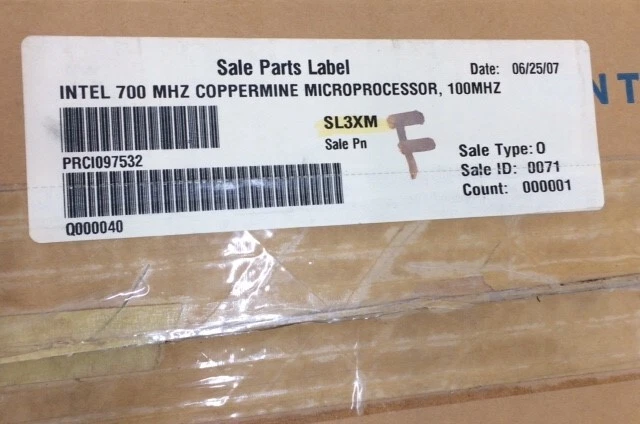 Sale Parts Label
Date: 06/25/07
INTEL 700 MHZ COPPERMINE MICROPROCESSOR, 100MHZ
SL3XM F
Sale Pn
PRCI097532
Sale Type: O
Sale ID: 0071
Count: 000001
Q000040
NT